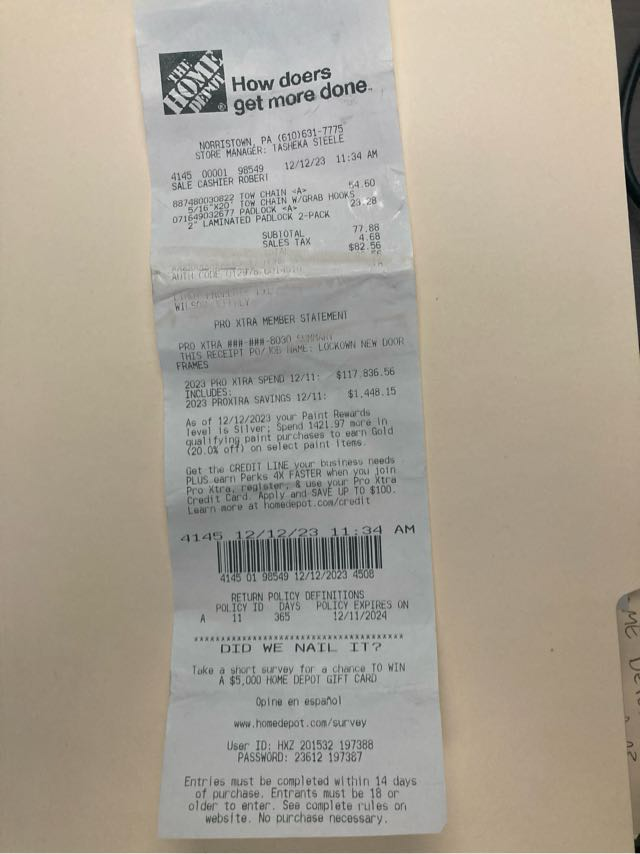 THE
HOME
DEPOT
How doers
get more done.
NORRISTOWN, PA (610)631-7775
STORE MANAGER: TASHEKA STEELE
4145 00001 98549 12/12/23 11:34 AM
SALE CASHIER ROBERT
887480030822 TOW CHAIN <A> 54.60
5/16"X20' TOW CHAIN W/GRAB HOOKS
071649032677 PADLOCK <A> 23.28
2" LAMINATED PADLOCK 2-PACK
SUBTOTAL 77.88
SALES TAX 4.68
$82.56
AUTH CODE
PRO XTRA MEMBER STATEMENT
PRO XTRA ###-###-8030 SUMMARY
THIS RECEIPT PO/JOB NAME: LOCKOWN NEW DOOR
FRAMES
2023 PRO XTRA SPEND 12/11: $117,836.56
INCLUDES:
2023 PROXTRA SAVINGS 12/11: $1,448.15
As of 12/12/2023 your Paint Rewards
level is Silver; Spend 1421.97 more in
qualifying paint purchases to earn Gold
(20.0% off) on select paint items.
Get the CREDIT LINE your business needs
PLUS earn Perks 4X FASTER when you join
Pro Xtra, register, & use your Pro Xtra
Credit Card. Apply and SAVE UP TO $100.
Learn more at homedepot.com/credit
4145 12/12/23 11:34 AM
4145 01 98549 12/12/2023 4508
RETURN POLICY DEFINITIONS
POLICY ID DAYS POLICY EXPIRES ON
A 11 365 12/11/2024
DID WE NAIL IT?
Take a short survey for a chance TO WIN
A $5,000 HOME DEPOT GIFT CARD
Opine en español
www.homedepot.com/survey
User ID: HXZ 201532 197388
PASSWORD: 23612 197387
Entries must be completed within 14 days
of purchase. Entrants must be 18 or
older to enter. See complete rules on
website. No purchase necessary.